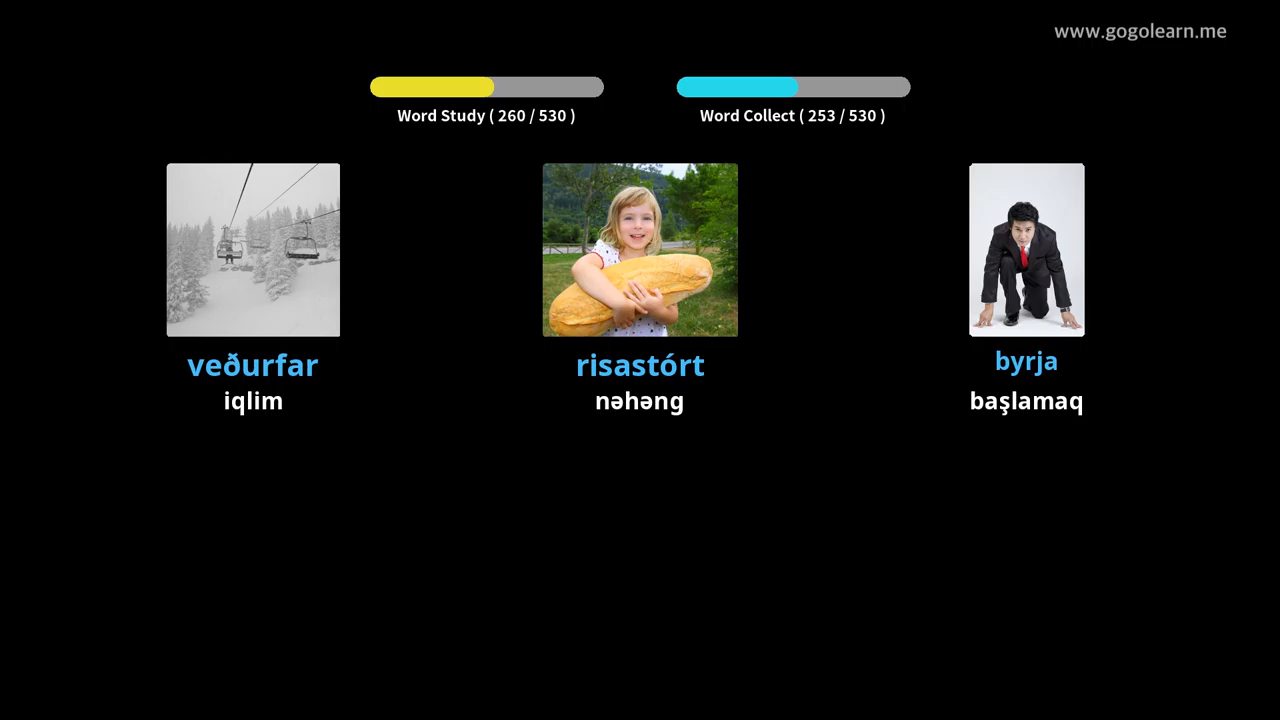 www.gogolearn.me
Word Study ( 260 / 530 )
Word Collect ( 253 / 530 )
veðurfar
risastórt
byrja
iqlim
nəhəng
başlamaq